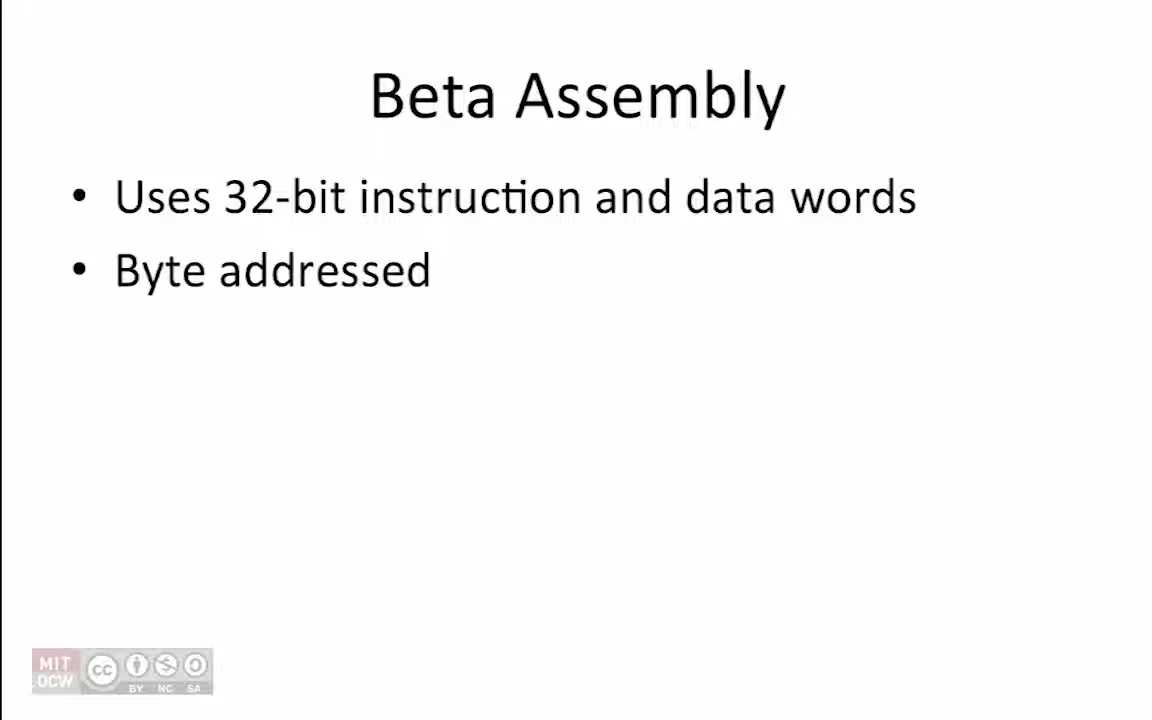 Beta Assembly
• Uses 32-bit instruction and data words
• Byte addressed
MIT OCW
cc
BY NC SA